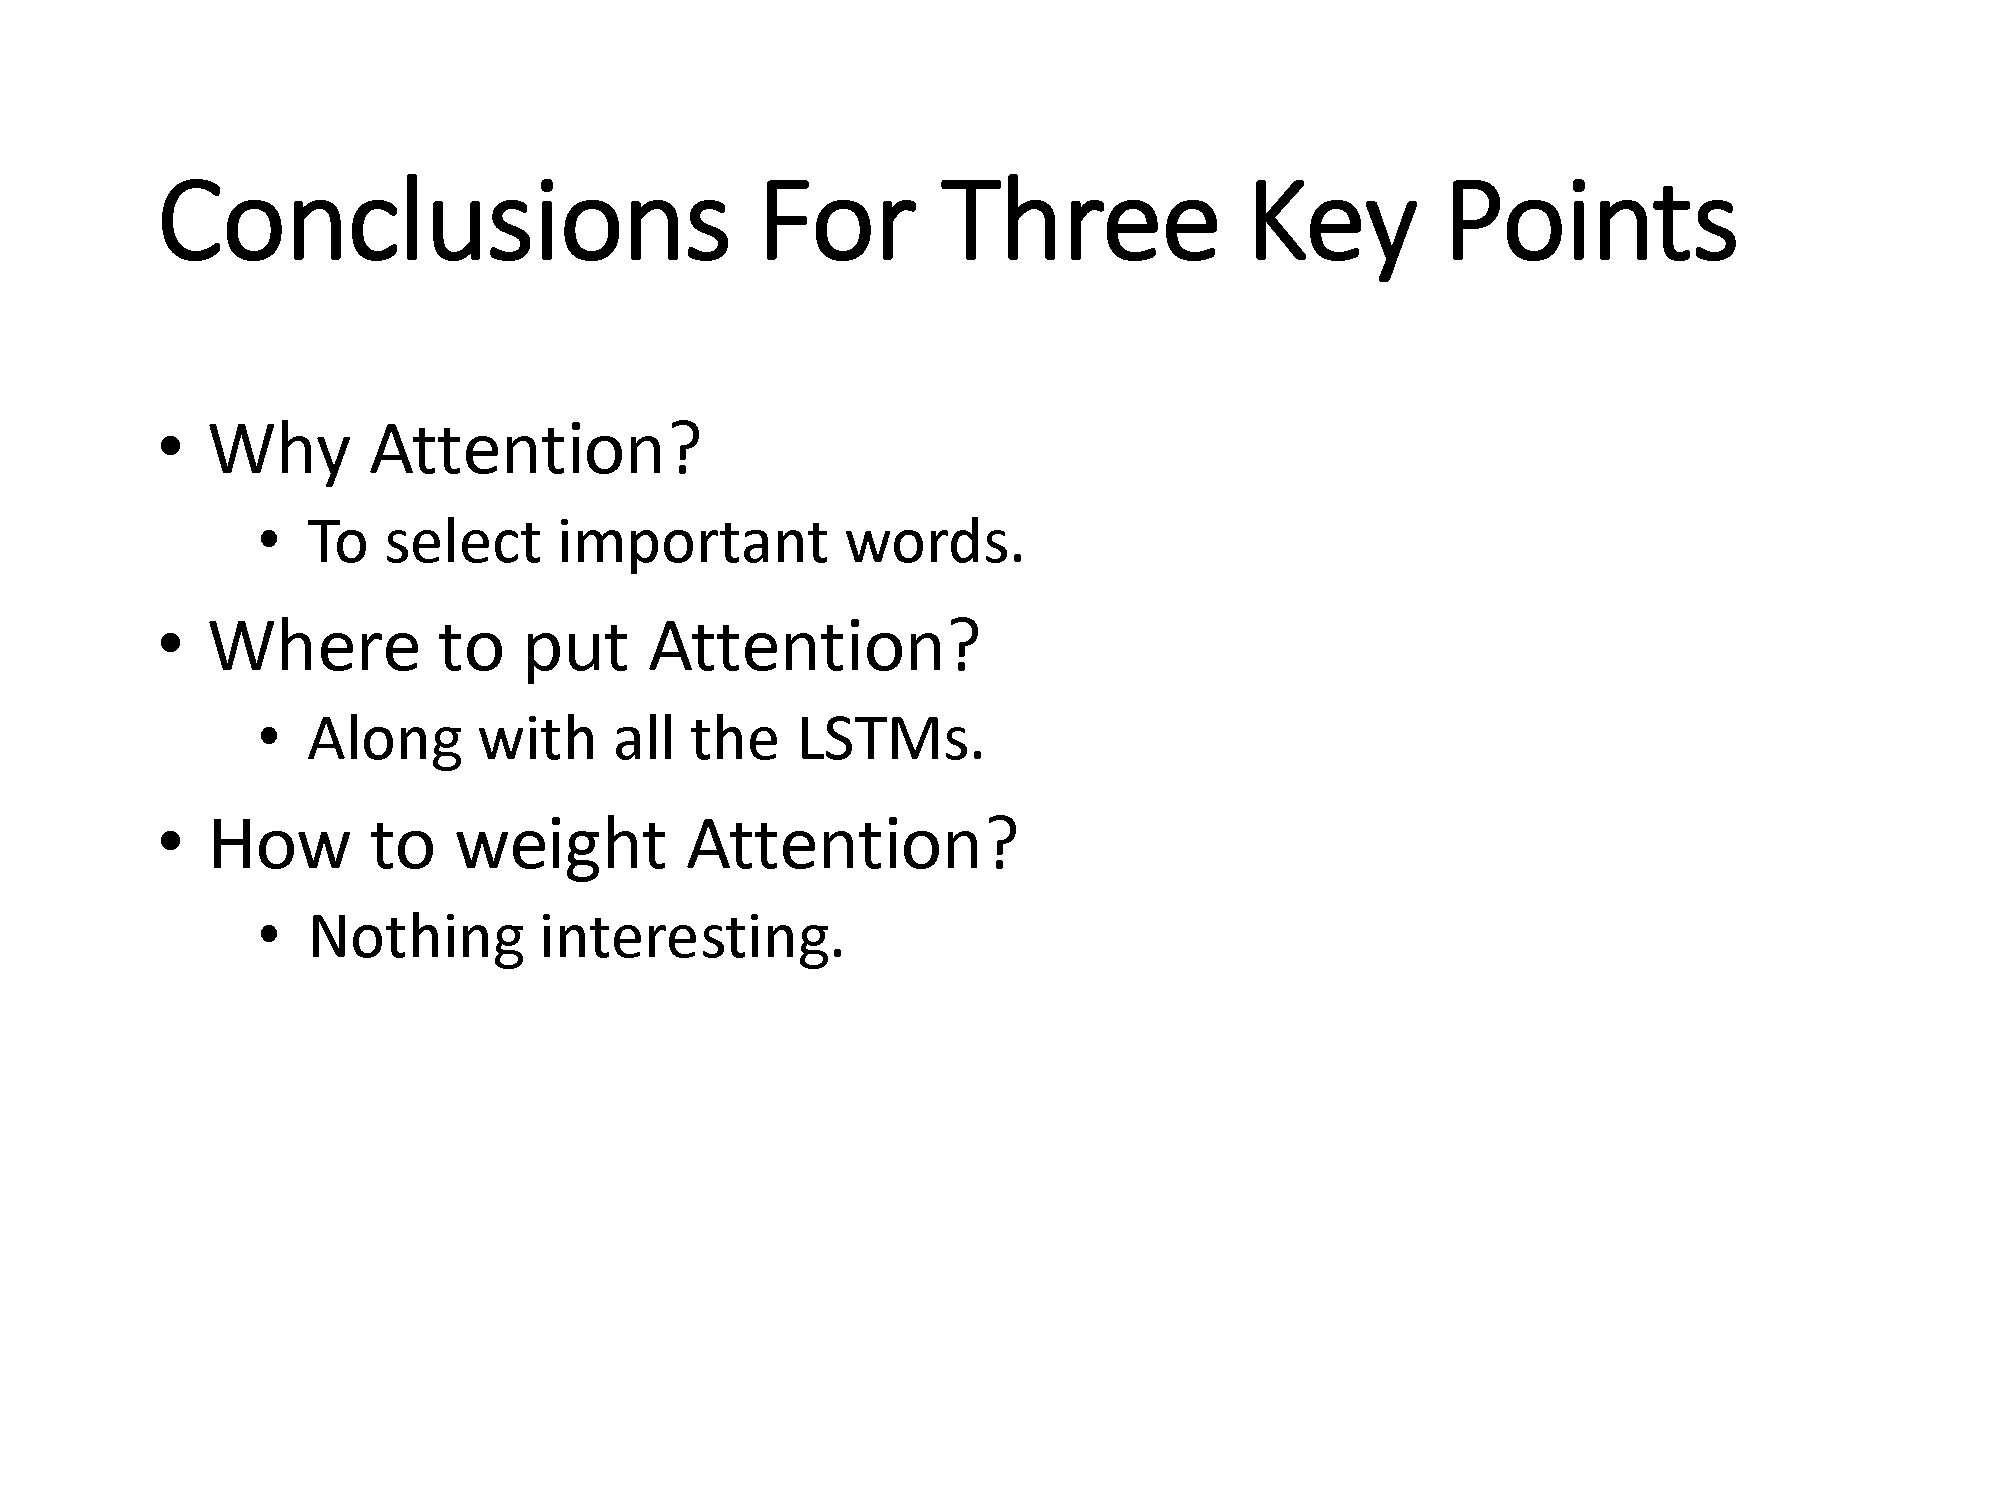 Conclusions For Three Key Points
• Why Attention?
• To select important words.
• Where to put Attention?
• Along with all the LSTMs.
• How to weight Attention?
• Nothing interesting.